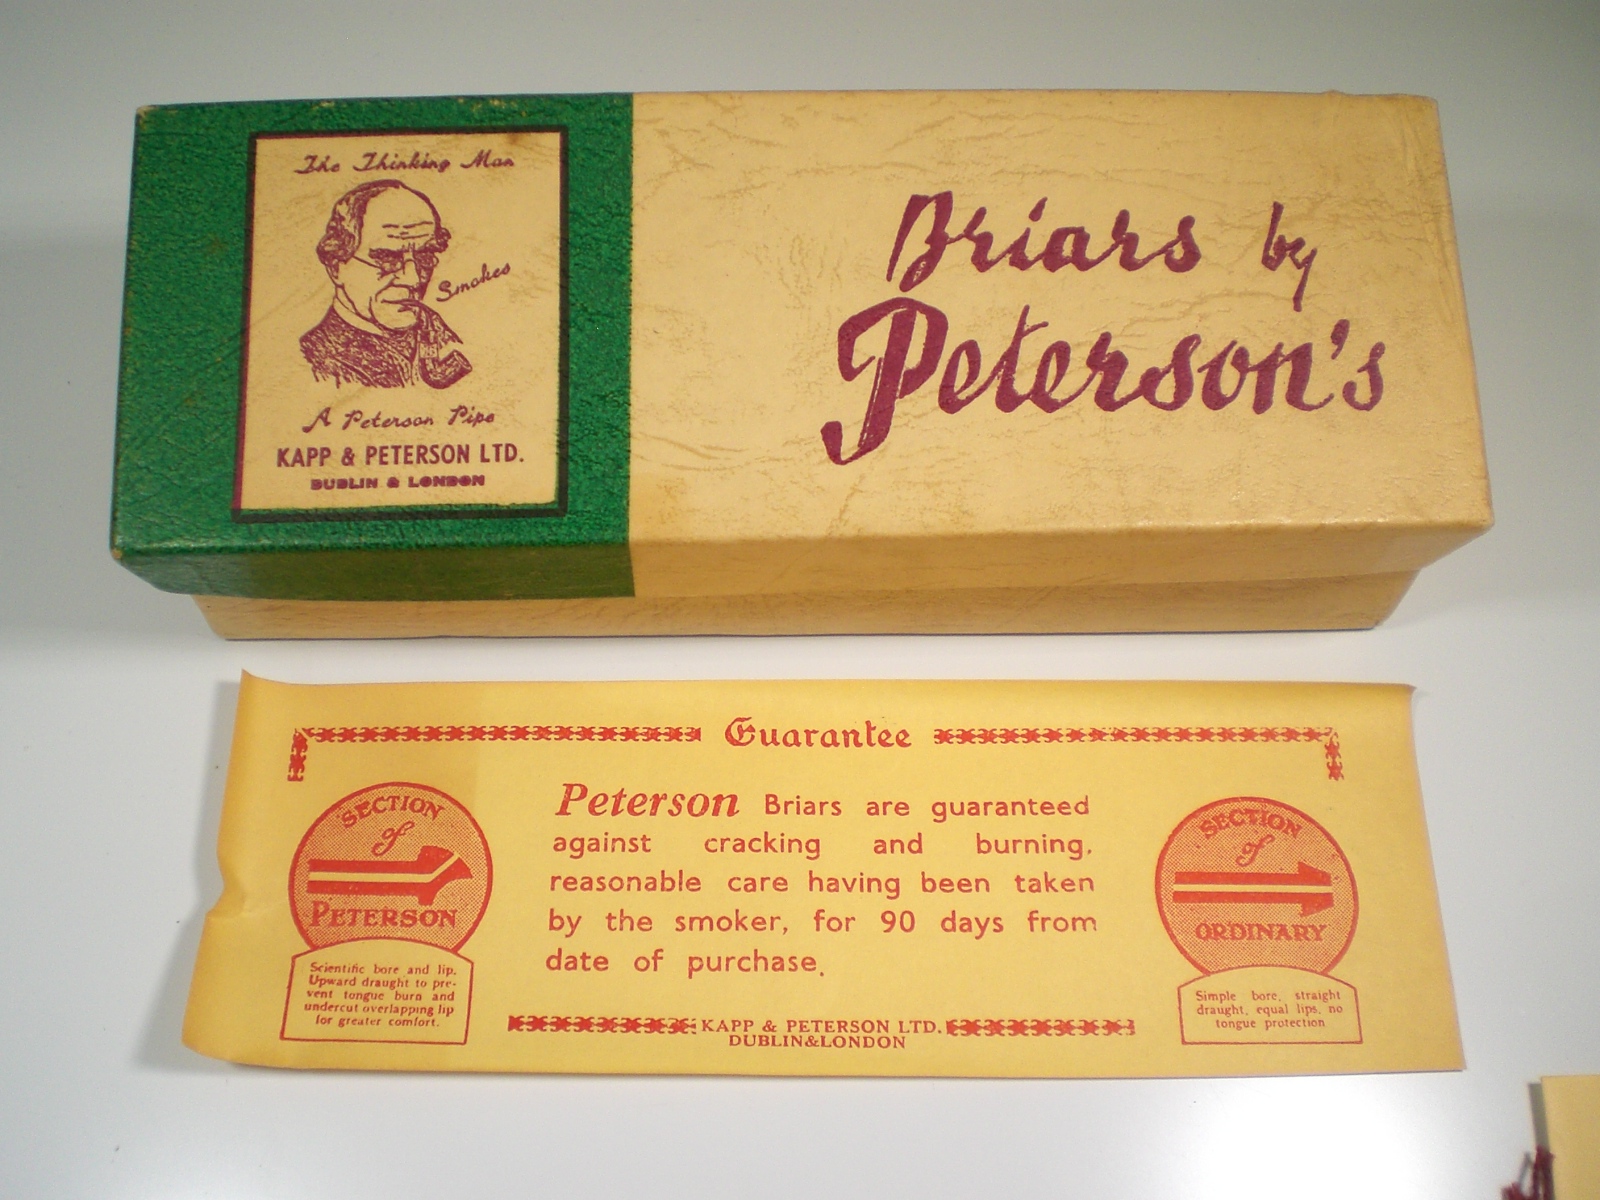 The Thinking Man
Smokes
A Peterson Pipe
KAPP & PETERSON LTD.
DUBLIN & LONDON
Briars by
Peterson's
Guarantee
SECTION
of
PETERSON
Scientific bore and lip.
Upward draught to pre-
vent tongue burn and
undercut overlapping lip
for greater comfort.
Peterson Briars are guaranteed
against cracking and burning,
reasonable care having been taken
by the smoker, for 90 days from
date of purchase.
KAPP & PETERSON LTD.
DUBLIN&LONDON
SECTION
of
ORDINARY
Simple bore, straight
draught, equal lips, no
tongue protection